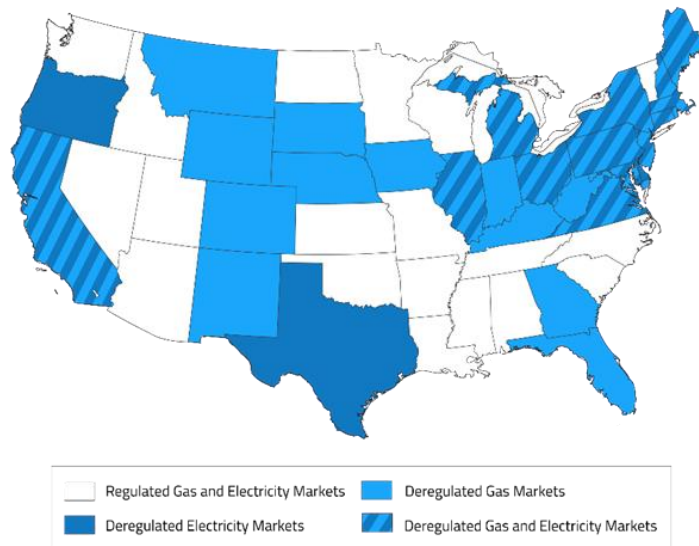 Regulated Gas and Electricity Markets
Deregulated Gas Markets
Deregulated Electricity Markets
Deregulated Gas and Electricity Markets